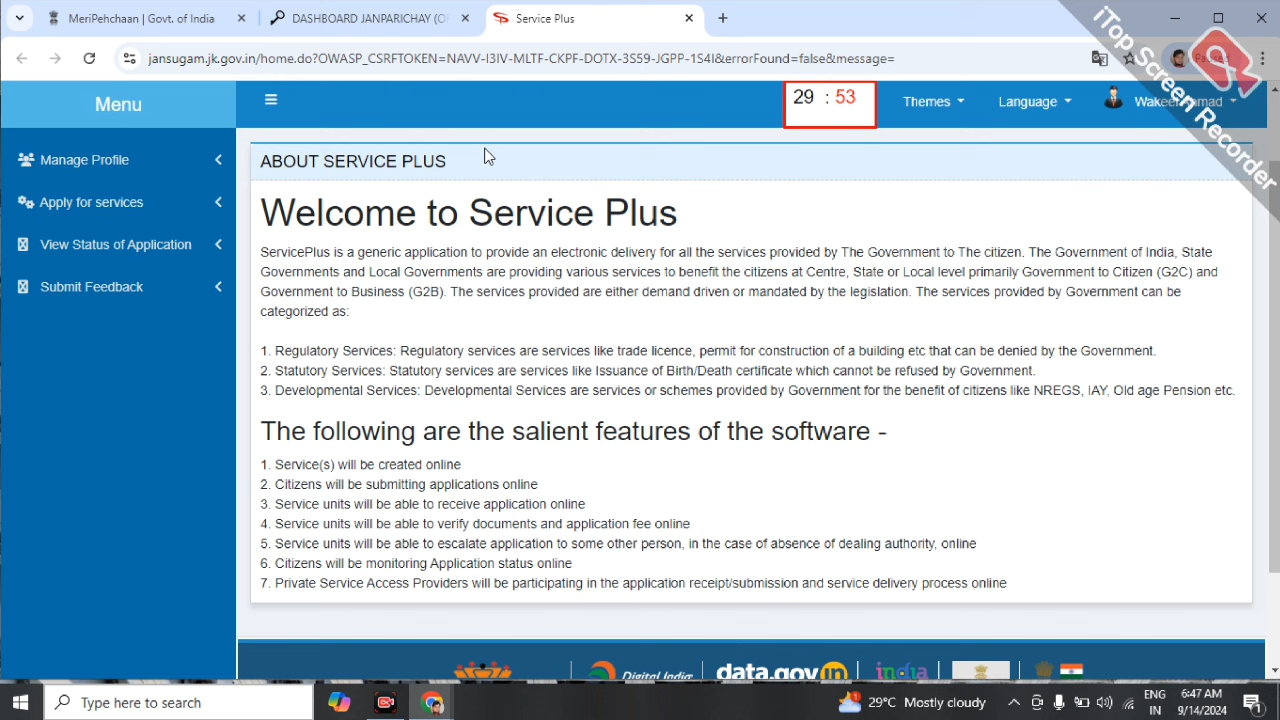 MeriPehchaan | Govt. of India
DASHBOARD JANPARICHAY (O
Service Plus
jansugam.jk.gov.in/home.do?OWASP_CSRFTOKEN=NAVV-I3IV-MLTF-CKPF-DOTX-3S59-JGPP-1S4I&errorFound=false&message=
iTop Screen Recorder
Menu
29 : 53
Themes
Language
Manage Profile
Apply for services
View Status of Application
Submit Feedback
ABOUT SERVICE PLUS
Welcome to Service Plus
ServicePlus is a generic application to provide an electronic delivery for all the services provided by The Government to The citizen. The Government of India, State
Governments and Local Governments are providing various services to benefit the citizens at Centre, State or Local level primarily Government to Citizen (G2C) and
Government to Business (G2B). The services provided are either demand driven or mandated by the legislation. The services provided by Government can be
categorized as:
1. Regulatory Services: Regulatory services are services like trade licence, permit for construction of a building etc that can be denied by the Government.
2. Statutory Services: Statutory services are services like Issuance of Birth/Death certificate which cannot be refused by Government.
3. Developmental Services: Developmental Services are services or schemes provided by Government for the benefit of citizens like NREGS, IAY, Old age Pension etc.
The following are the salient features of the software -
1. Service(s) will be created online
2. Citizens will be submitting applications online
3. Service units will be able to receive application online
4. Service units will be able to verify documents and application fee online
5. Service units will be able to escalate application to some other person, in the case of absence of dealing authority, online
6. Citizens will be monitoring Application status online
7. Private Service Access Providers will be participating in the application receipt/submission and service delivery process online
Digital India
data.gov in
india
Type here to search
1
29°C Mostly cloudy
ENG
IN
6:47 AM
9/14/2024
1